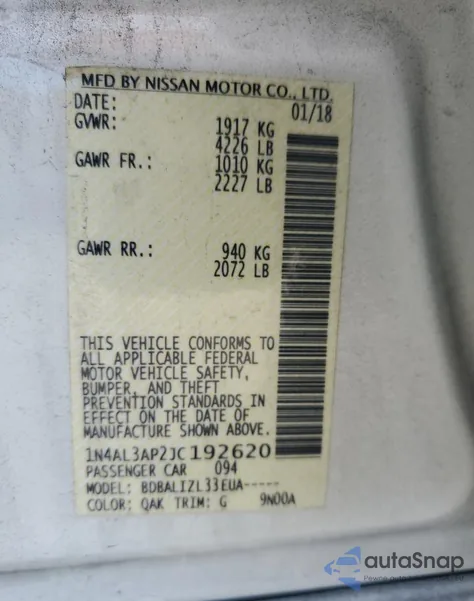 MFD BY NISSAN MOTOR CO., LTD.
DATE: 01/18
GVWR: 1917 KG
4226 LB
GAWR FR.: 1010 KG
2227 LB
GAWR RR.: 940 KG
2072 LB
THIS VEHICLE CONFORMS TO
ALL APPLICABLE FEDERAL
MOTOR VEHICLE SAFETY,
BUMPER, AND THEFT
PREVENTION STANDARDS IN
EFFECT ON THE DATE OF
MANUFACTURE SHOWN ABOVE.
1N4AL3AP2JC192620
PASSENGER CAR 094
MODEL: BDBALIZL33EUA-----
COLOR: QAK TRIM: G 9N00A
autoSnap